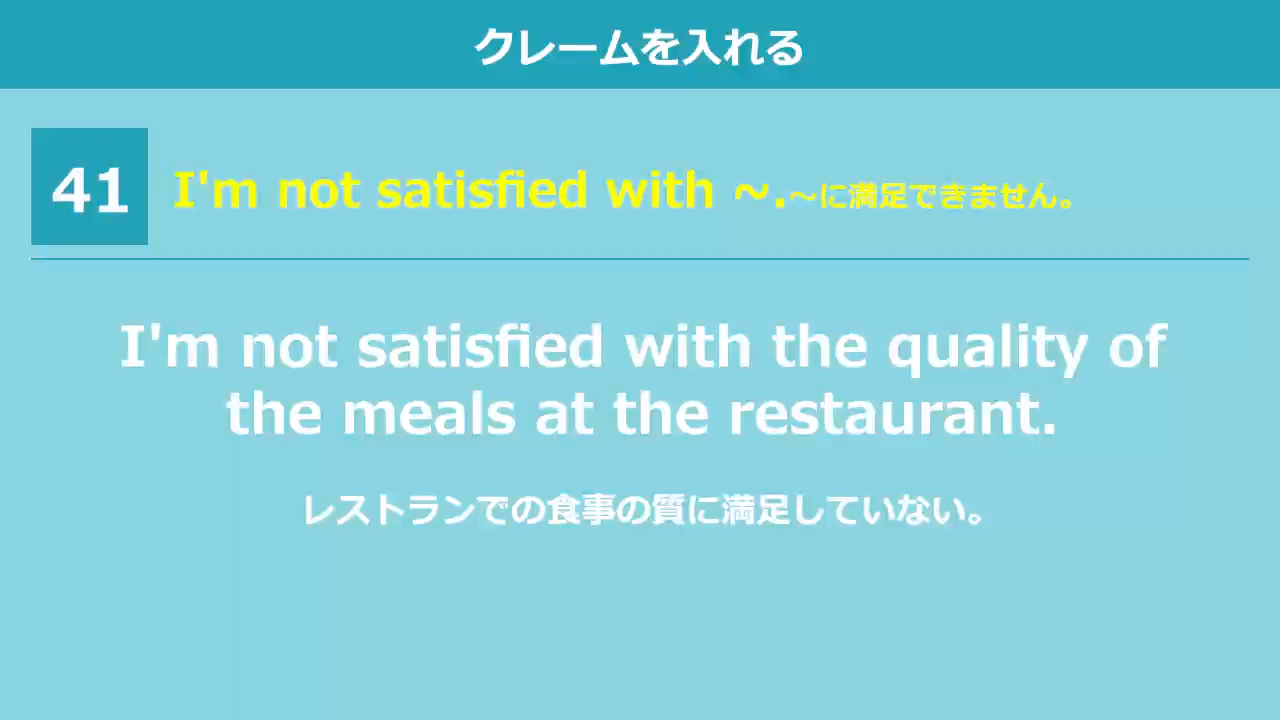 クレームを入れる
41
I'm not satisfied with ~.～に満足できません。
I'm not satisfied with the quality of
the meals at the restaurant.
レストランでの食事の質に満足していない。